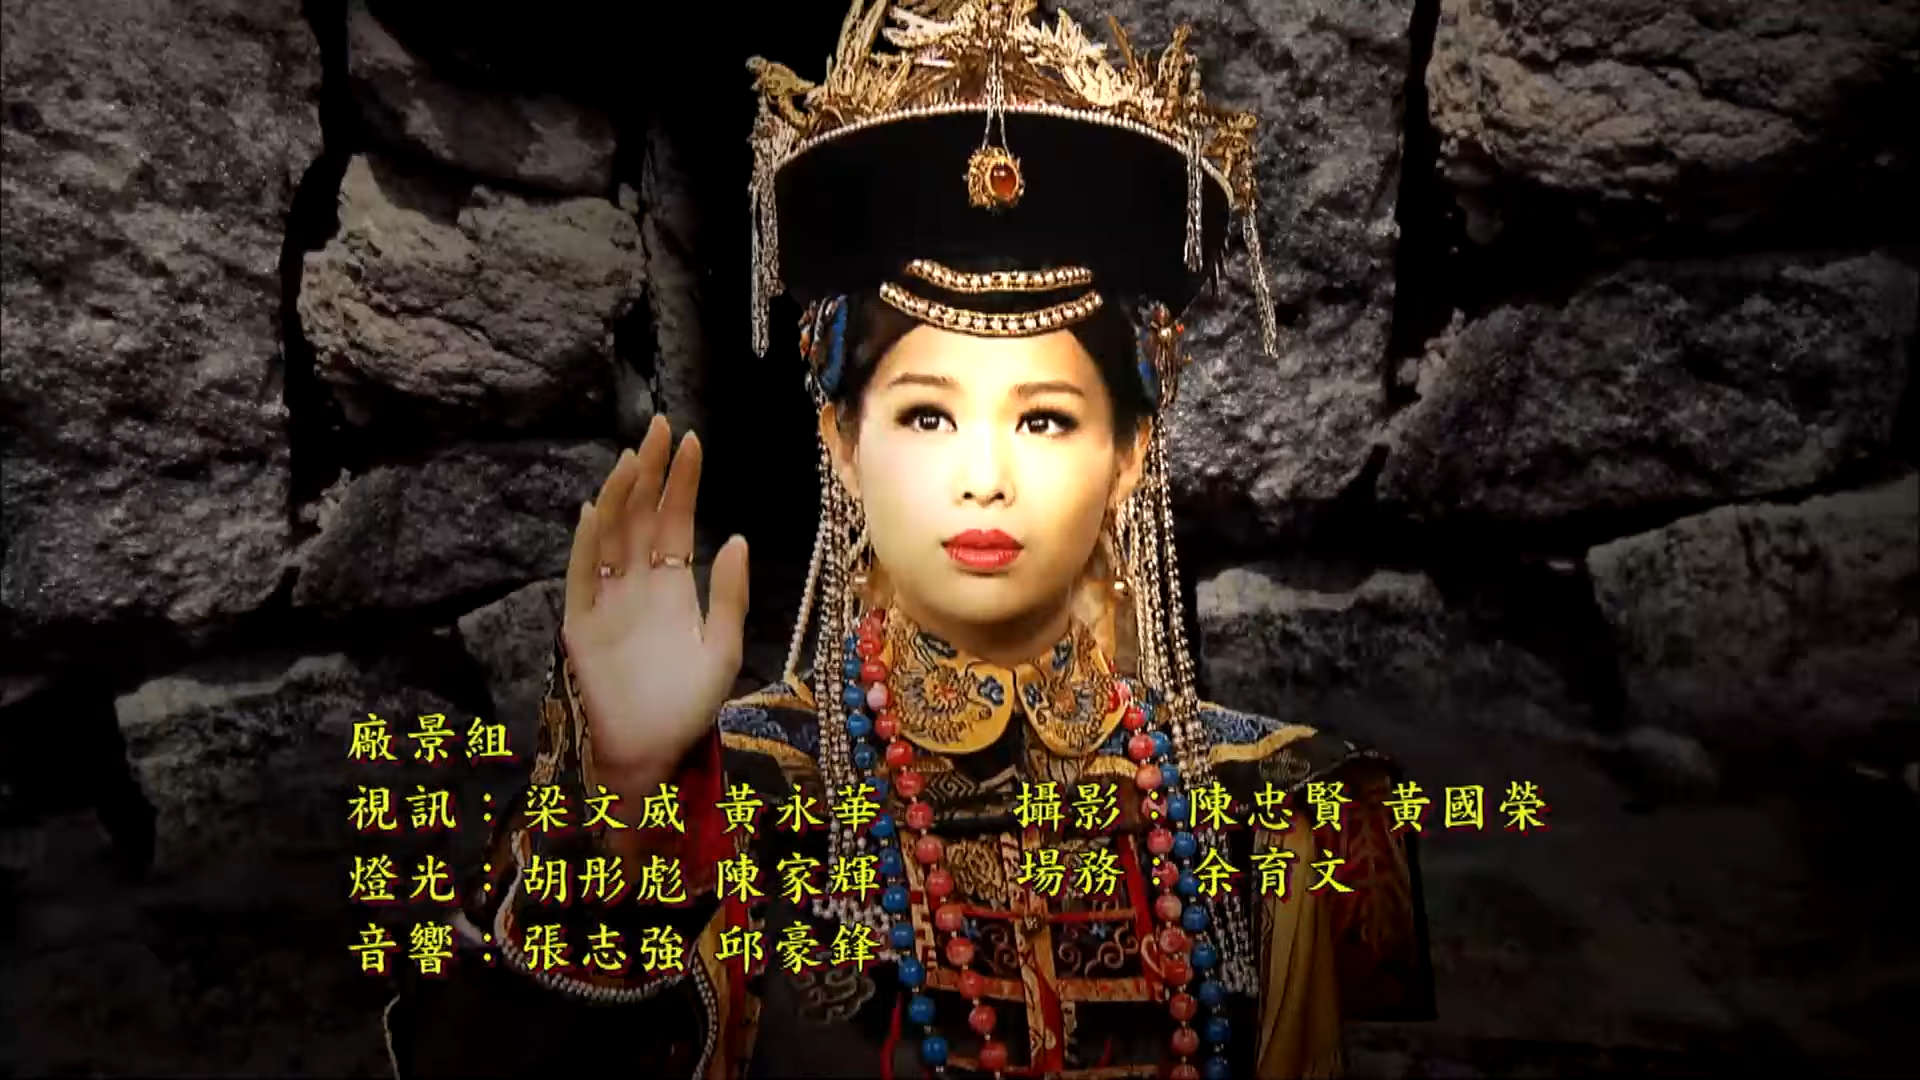 廠景組
視訊：梁文威 黃永華 攝影：陳忠賢 黃國榮
燈光：胡彤彪 陳家輝 場務：余育文
音響：張志強 邱豪鋒